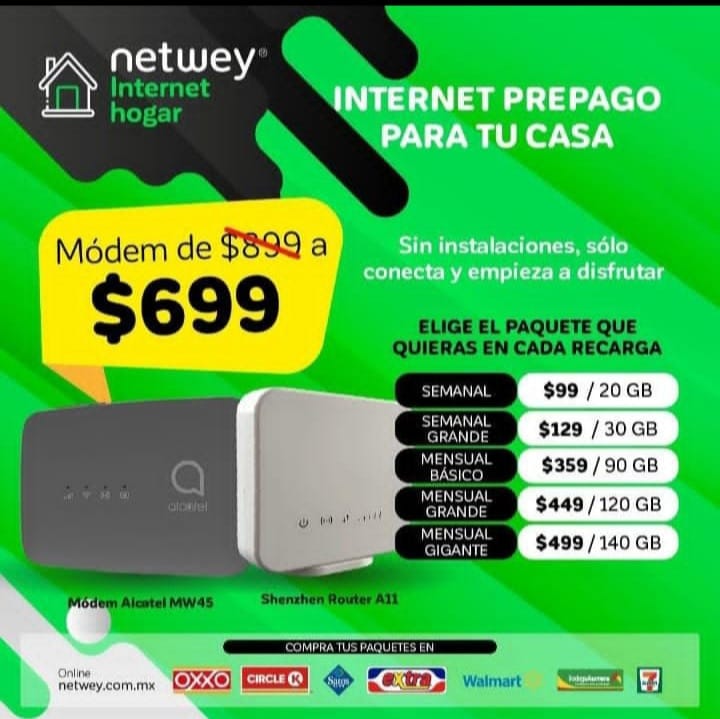 netwey®
Internet
hogar
INTERNET PREPAGO
PARA TU CASA
Módem de $899 a
$699
Sin instalaciones, sólo
conecta y empieza a disfrutar
ELIGE EL PAQUETE QUE
QUIERAS EN CADA RECARGA
SEMANAL $99 / 20 GB
SEMANAL
GRANDE $129 / 30 GB
MENSUAL
BÁSICO $359 / 90 GB
MENSUAL
GRANDE $449 / 120 GB
MENSUAL
GIGANTE $499 / 140 GB
alcatel
Módem Alcatel MW45
Shenzhen Router A11
COMPRA TUS PAQUETES EN
Online
netwey.com.mx
OXXO
CIRCLE K
Sam's
extra
Walmart
7